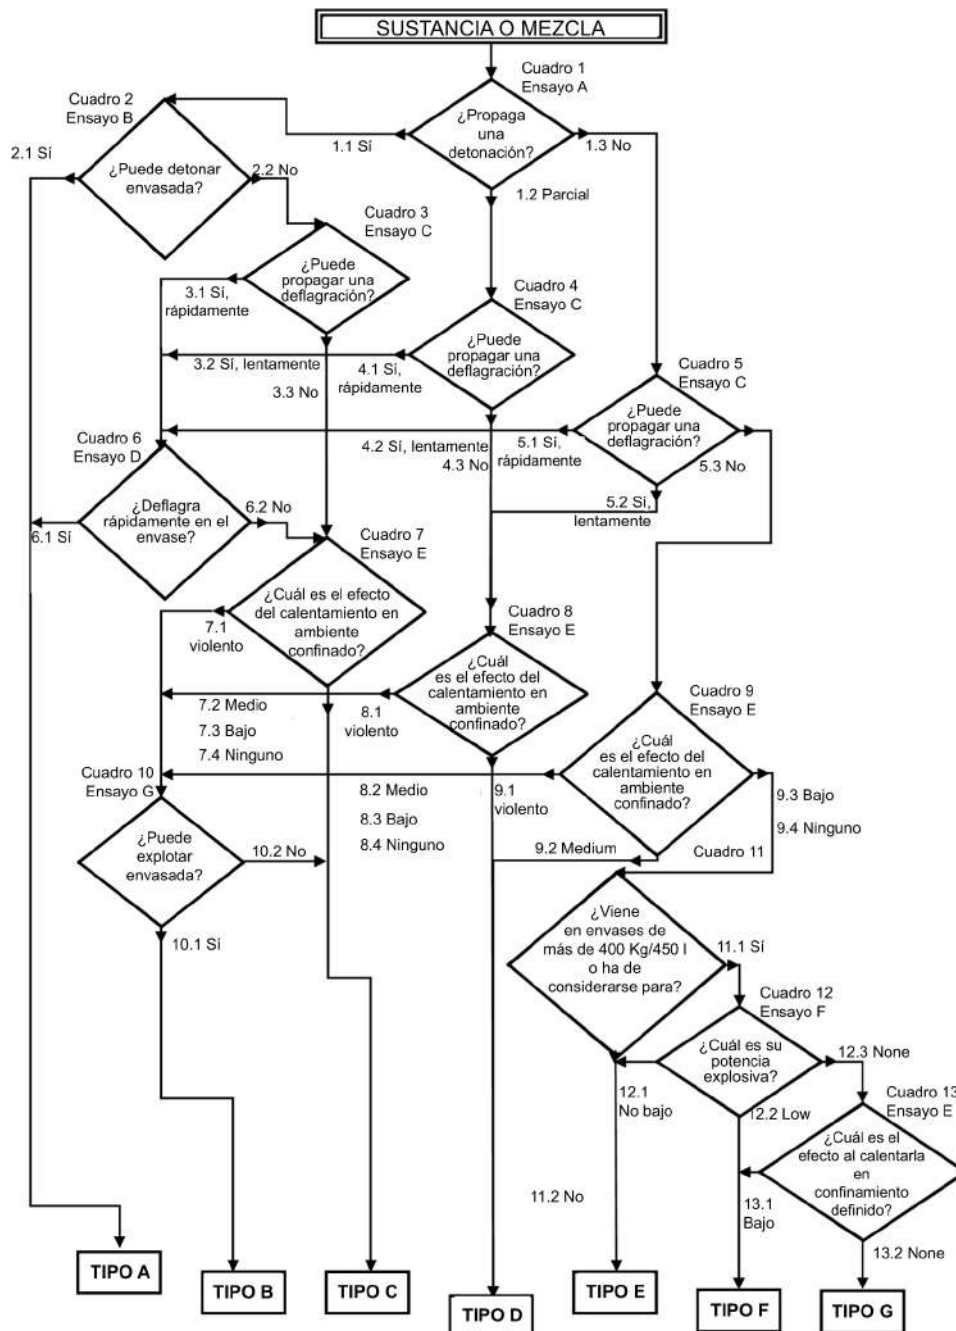 SUSTANCIA O MEZCLA
Cuadro 1
Ensayo A
¿Propaga
una
detonación?
1.1 Sí
1.3 No
1.2 Parcial
Cuadro 2
Ensayo B
2.1 Sí
¿Puede detonar
envasada?
2.2 No
Cuadro 3
Ensayo C
¿Puede
propagar una
deflagración?
3.1 Sí,
rápidamente
3.2 Sí, lentamente
3.3 No
Cuadro 4
Ensayo C
¿Puede
propagar una
deflagración?
4.1 Sí,
rápidamente
4.2 Sí, lentamente
4.3 No
Cuadro 5
Ensayo C
¿Puede
propagar una
deflagración?
5.1 Sí,
rápidamente
5.3 No
5.2 Sí,
lentamente
Cuadro 6
Ensayo D
¿Deflagra
rápidamente en el
envase?
6.1 Sí
6.2 No
Cuadro 7
Ensayo E
¿Cuál es el efecto
del calentamiento en
ambiente
confinado?
7.1
violento
7.2 Medio
7.3 Bajo
7.4 Ninguno
Cuadro 8
Ensayo E
¿Cuál
es el efecto del
calentamiento en
ambiente
confinado?
8.1
violento
8.2 Medio
8.3 Bajo
8.4 Ninguno
Cuadro 9
Ensayo E
¿Cuál
es el efecto del
calentamiento en
ambiente
confinado?
9.1
violento
9.2 Medium
9.3 Bajo
9.4 Ninguno
Cuadro 10
Ensayo G
¿Puede
explotar
envasada?
10.2 No
10.1 Sí
Cuadro 11
¿Viene
en envases de
más de 400 Kg/450 l
o ha de
considerarse para?
11.1 Sí
11.2 No
Cuadro 12
Ensayo F
¿Cuál es su
potencia
explosiva?
12.1
No bajo
12.2 Low
12.3 None
Cuadro 13
Ensayo E
¿Cuál es el
efecto al calentarla
en
confinamiento
definido?
13.1
Bajo
13.2 None
TIPO A
TIPO B
TIPO C
TIPO D
TIPO E
TIPO F
TIPO G